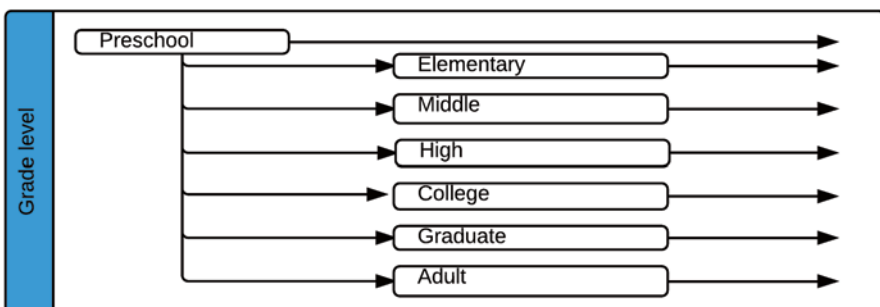 Grade level
Preschool
Elementary
Middle
High
College
Graduate
Adult